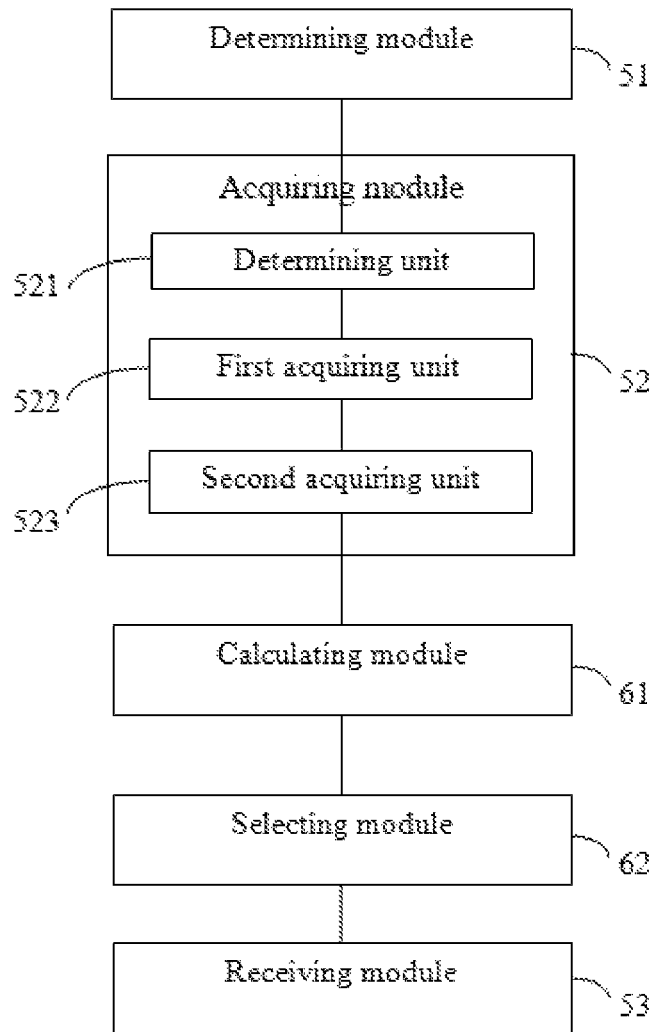 Determining module
51
Acquiring module
Determining unit
521
First acquiring unit
522
52
Second acquiring unit
523
Calculating module
61
Selecting module
62
Receiving module
53